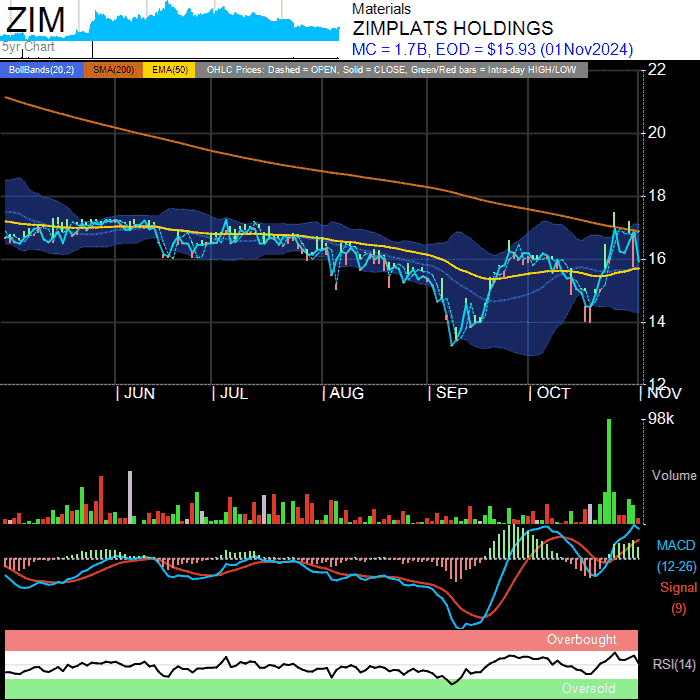 ZIM
5yr Chart
Materials
ZIMPLATS HOLDINGS
MC = 1.7B, EOD = $15.93 (01Nov2024)
BollBands(20,2) SMA(200) EMA(50) OHLC Prices: Dashed = OPEN, Solid = CLOSE, Green/Red bars = Intra-day HIGH/LOW
22
20
18
16
14
12
JUN JUL AUG SEP OCT NOV
98k
Volume
MACD
(12-26)
Signal
(9)
Overbought
RSI(14)
Oversold